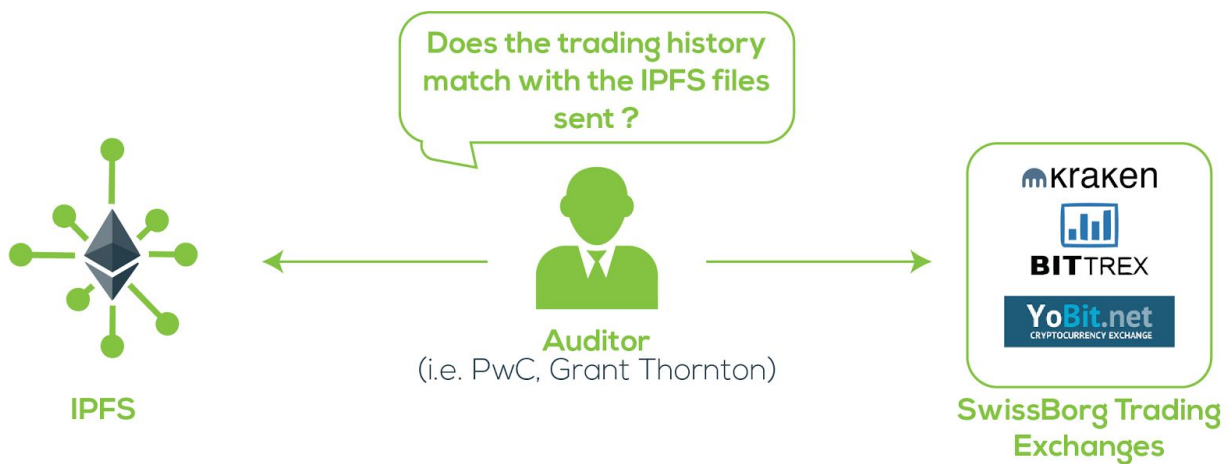 Does the trading history
match with the IPFS files
sent ?
IPFS
Auditor
(i.e. PwC, Grant Thornton)
kraken
BITTREX
YoBit.net
CRYPTOCURRENCY EXCHANGE
SwissBorg Trading
Exchanges